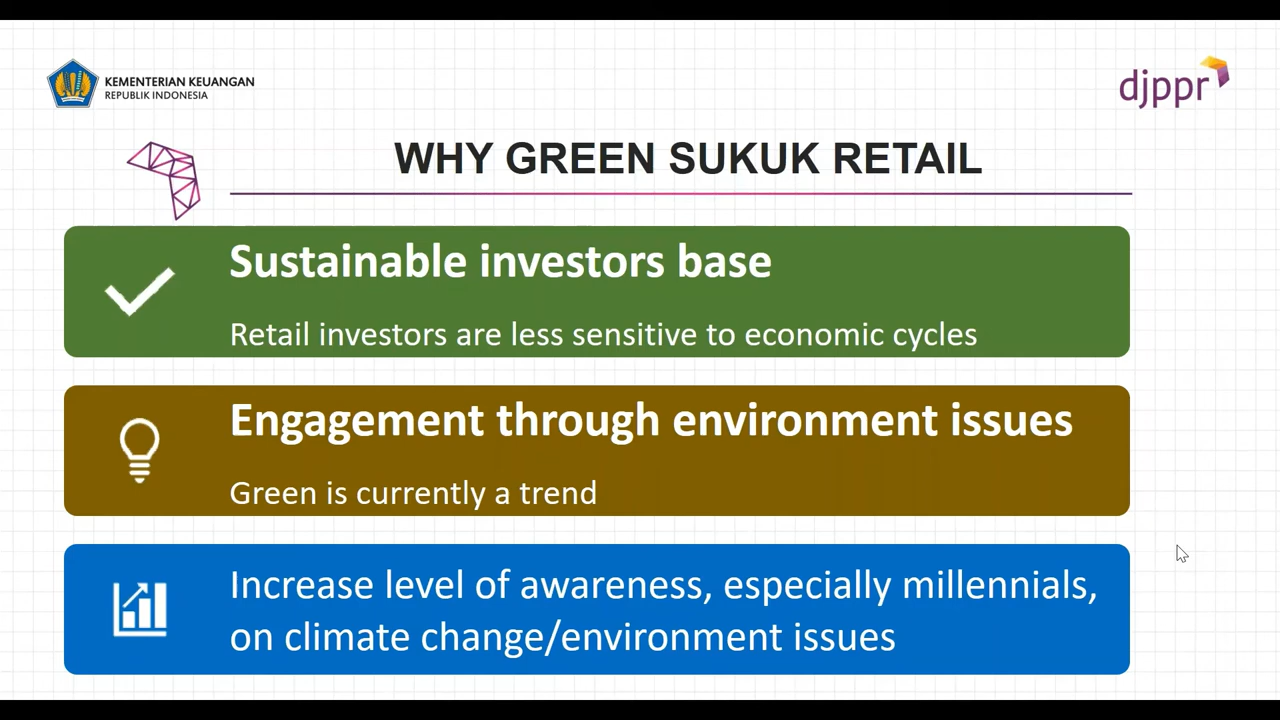 KEMENTERIAN KEUANGAN
REPUBLIK INDONESIA
djppr
WHY GREEN SUKUK RETAIL
Sustainable investors base
Retail investors are less sensitive to economic cycles
Engagement through environment issues
Green is currently a trend
Increase level of awareness, especially millennials,
on climate change/environment issues